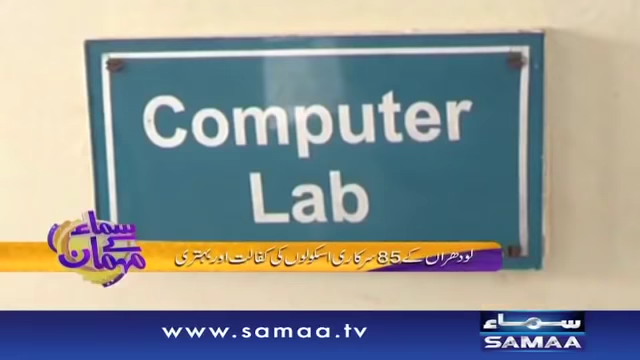 Computer
Lab
سماء
کے
مہمان
لودھراں کے 85 سرکاری اسکولوں کی کفالت اور بہتری
www.samaa.tv
سماء
SAMAA